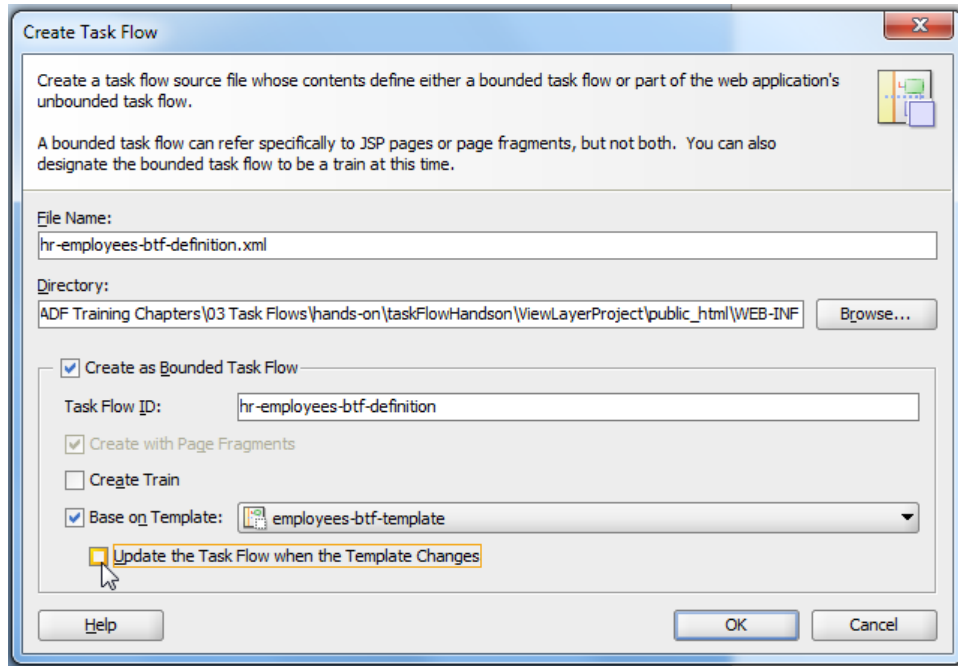 Create Task Flow
Create a task flow source file whose contents define either a bounded task flow or part of the web application's
unbounded task flow.
A bounded task flow can refer specifically to JSP pages or page fragments, but not both. You can also
designate the bounded task flow to be a train at this time.
File Name:
hr-employees-btf-definition.xml
Directory:
ADF Training Chapters\03 Task Flows\hands-on\taskFlowHandson\ViewLayerProject\public_html\WEB-INF Browse...
Create as Bounded Task Flow
Task Flow ID: hr-employees-btf-definition
Create with Page Fragments
Create Train
Base on Template: employees-btf-template
Update the Task Flow when the Template Changes
Help OK Cancel